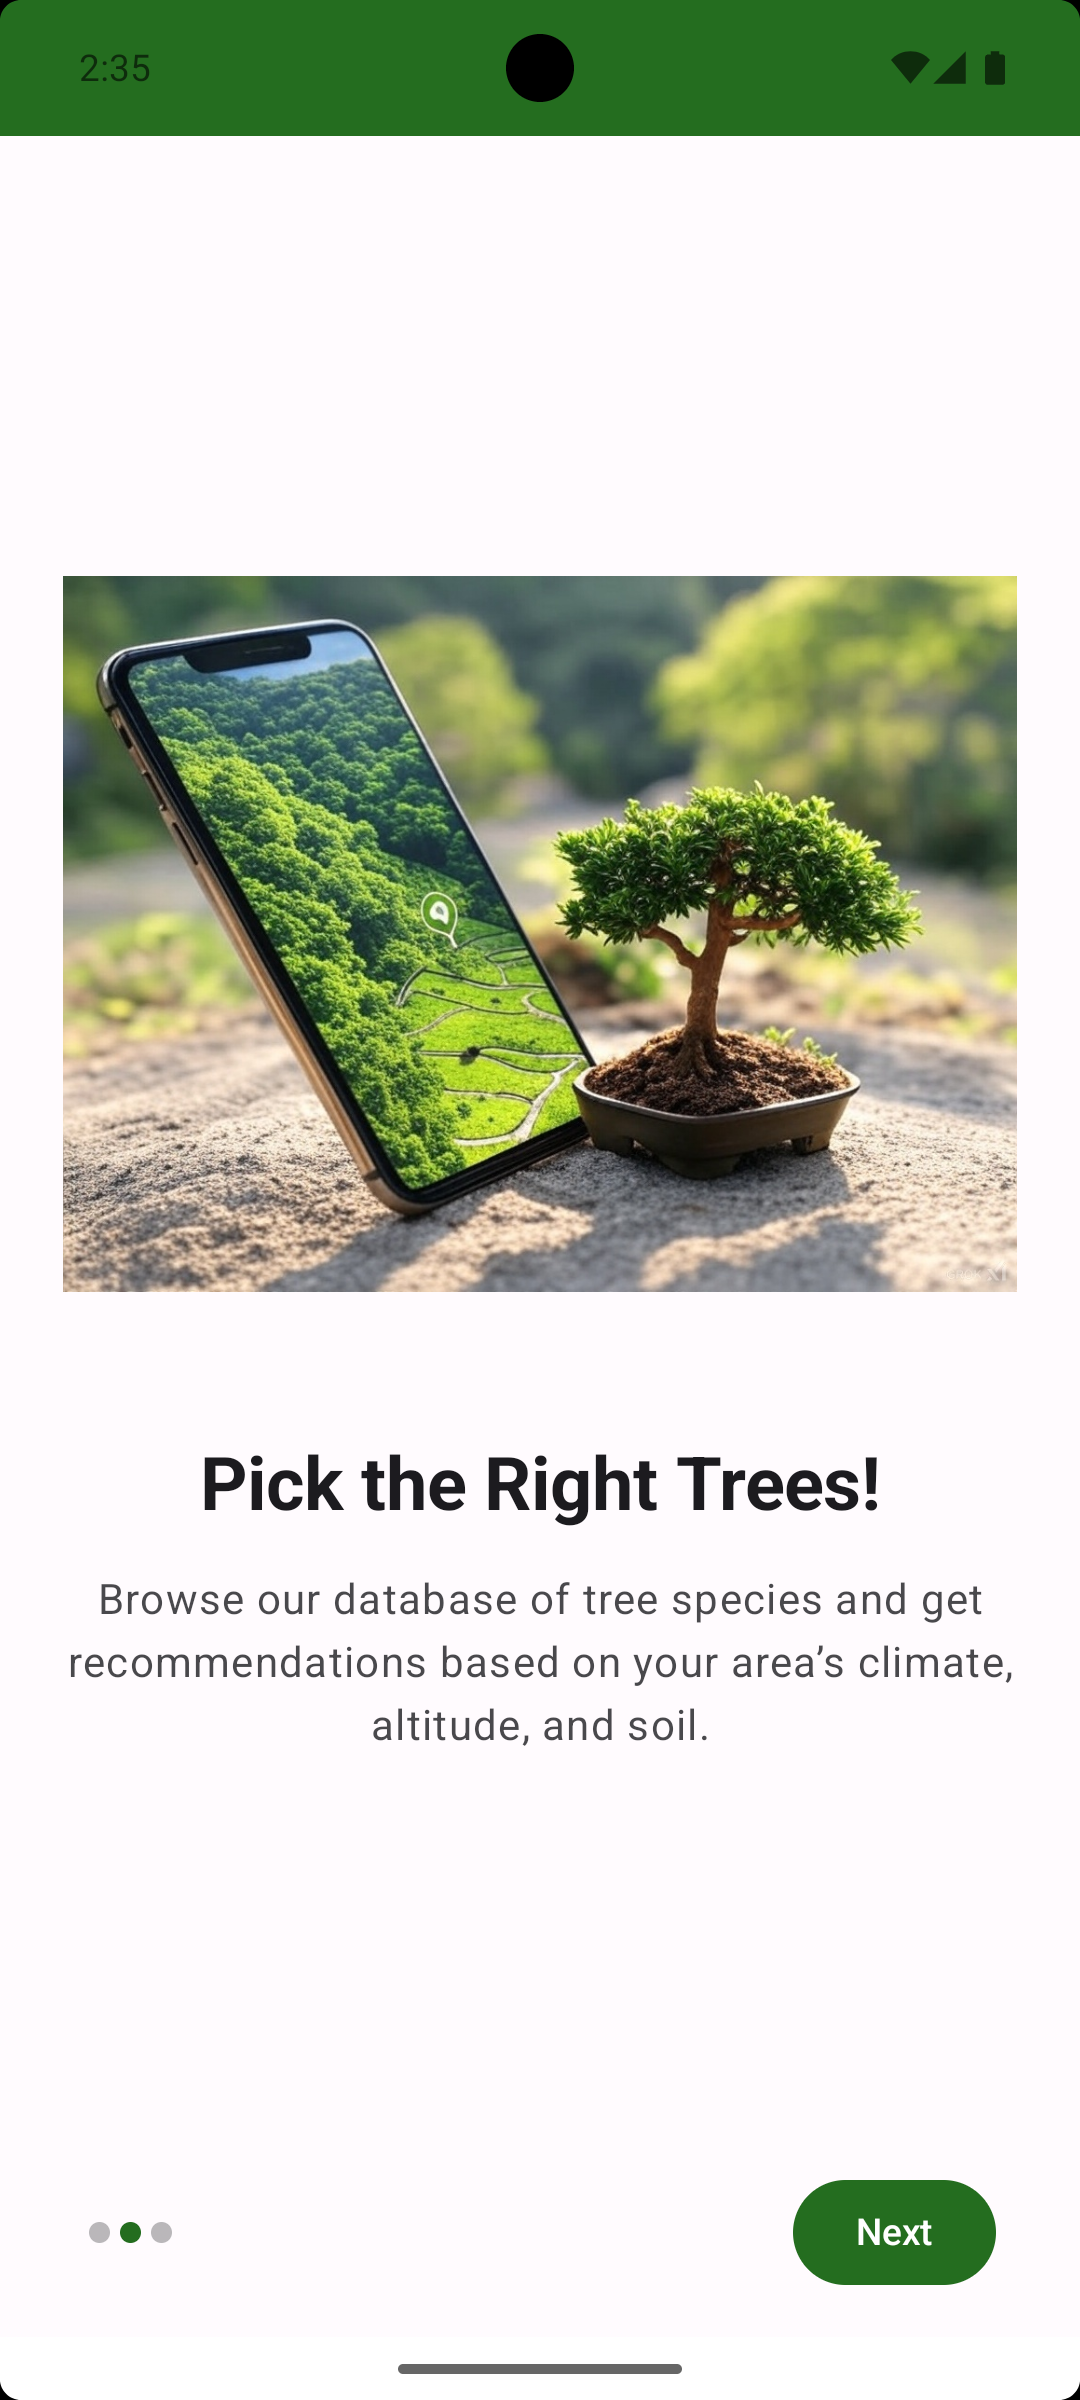 2:35
Pick the Right Trees!
Browse our database of tree species and get
recommendations based on your area’s climate,
altitude, and soil.
Next